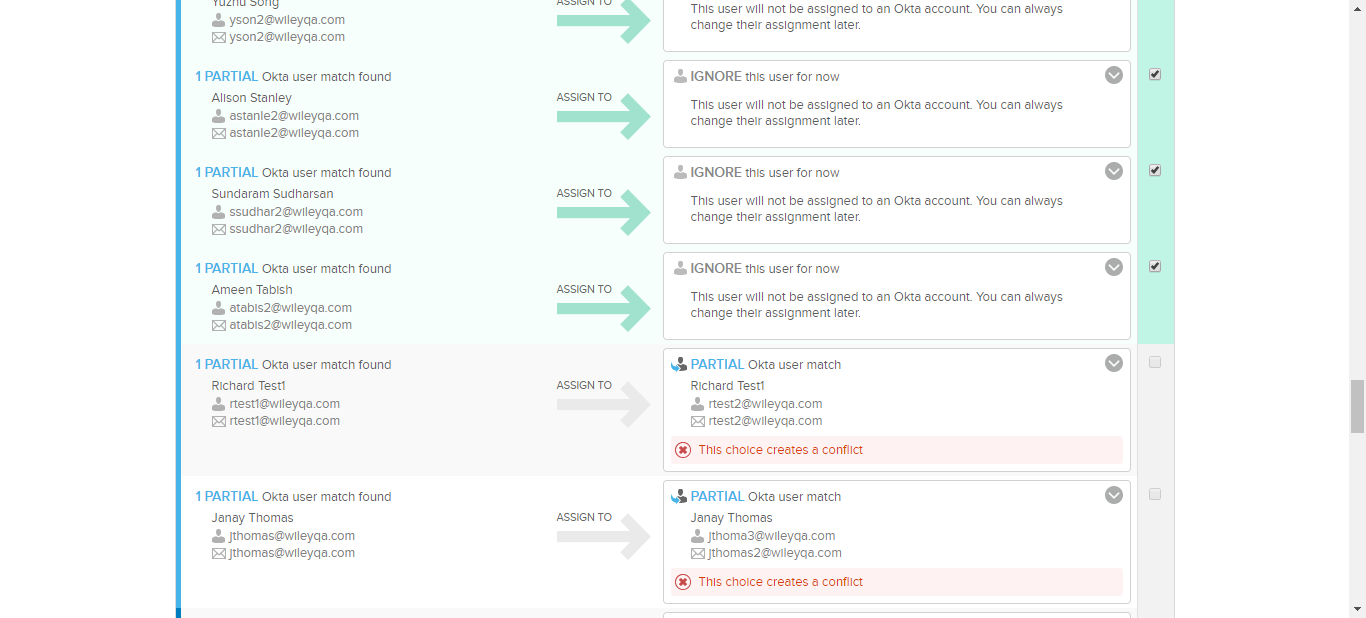 Yuzhu Song
yson2@wileyqa.com
yson2@wileyqa.com
ASSIGN TO
This user will not be assigned to an Okta account. You can always
change their assignment later.
1 PARTIAL Okta user match found
Alison Stanley
astanle2@wileyqa.com
astanle2@wileyqa.com
ASSIGN TO
IGNORE this user for now
This user will not be assigned to an Okta account. You can always
change their assignment later.
1 PARTIAL Okta user match found
Sundaram Sudharsan
ssudhar2@wileyqa.com
ssudhar2@wileyqa.com
ASSIGN TO
IGNORE this user for now
This user will not be assigned to an Okta account. You can always
change their assignment later.
1 PARTIAL Okta user match found
Ameen Tabish
atabis2@wileyqa.com
atabis2@wileyqa.com
ASSIGN TO
IGNORE this user for now
This user will not be assigned to an Okta account. You can always
change their assignment later.
1 PARTIAL Okta user match found
Richard Test1
rtest1@wileyqa.com
rtest1@wileyqa.com
ASSIGN TO
PARTIAL Okta user match
Richard Test1
rtest2@wileyqa.com
rtest2@wileyqa.com
This choice creates a conflict
1 PARTIAL Okta user match found
Janay Thomas
jthomas@wileyqa.com
jthomas@wileyqa.com
ASSIGN TO
PARTIAL Okta user match
Janay Thomas
jthoma3@wileyqa.com
jthomas2@wileyqa.com
This choice creates a conflict